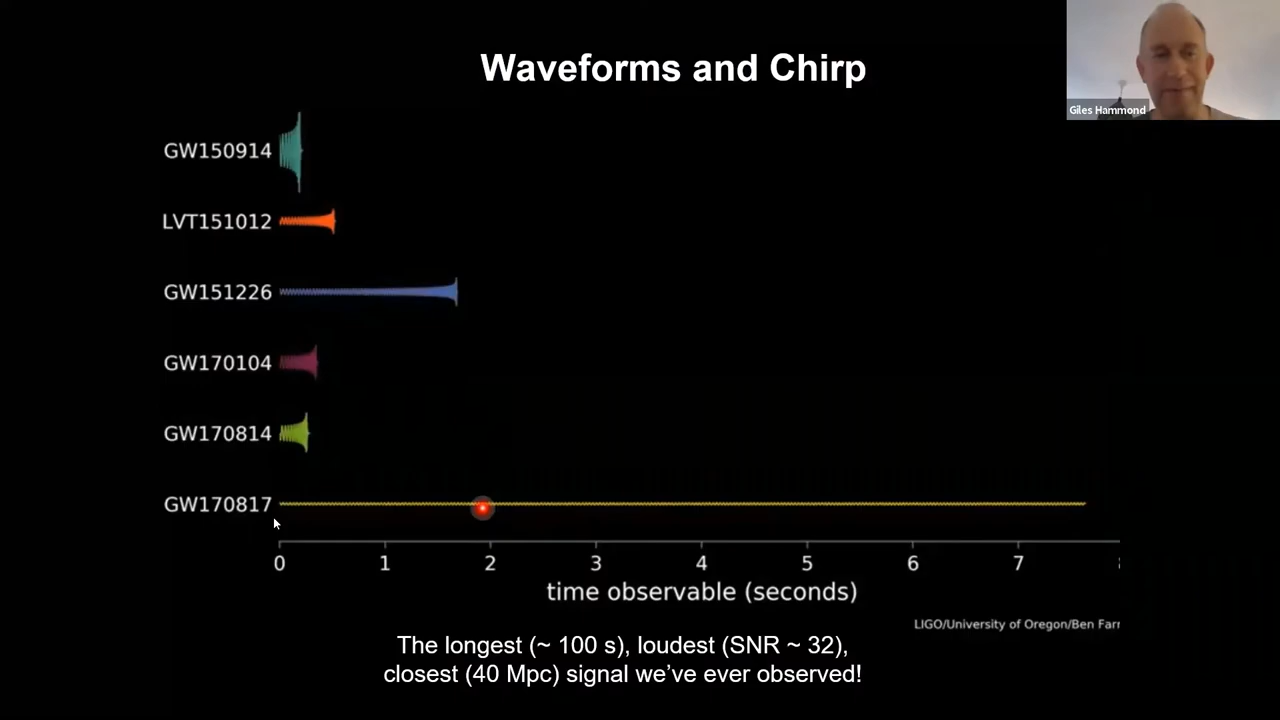 Waveforms and Chirp
Giles Hammond
GW150914
LVT151012
GW151226
GW170104
GW170814
GW170817
0 1 2 3 4 5 6 7
time observable (seconds)
LIGO/University of Oregon/Ben Farr
The longest (~ 100 s), loudest (SNR ~ 32),
closest (40 Mpc) signal we've ever observed!